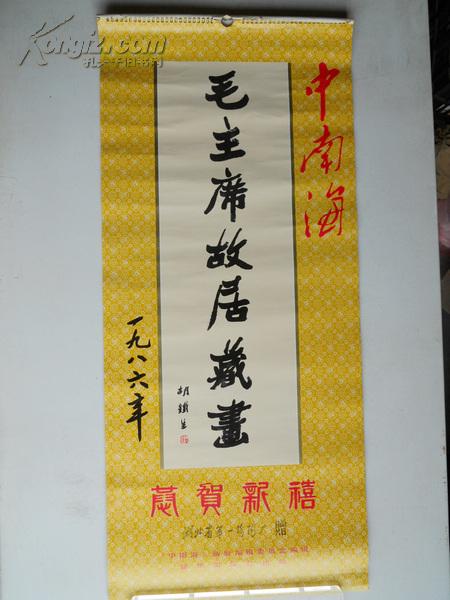 Kongfz.com
孔夫子旧书网
中南海
毛主席故居藏畫
胡鐵生
一九八六年
恭賀新禧
赠